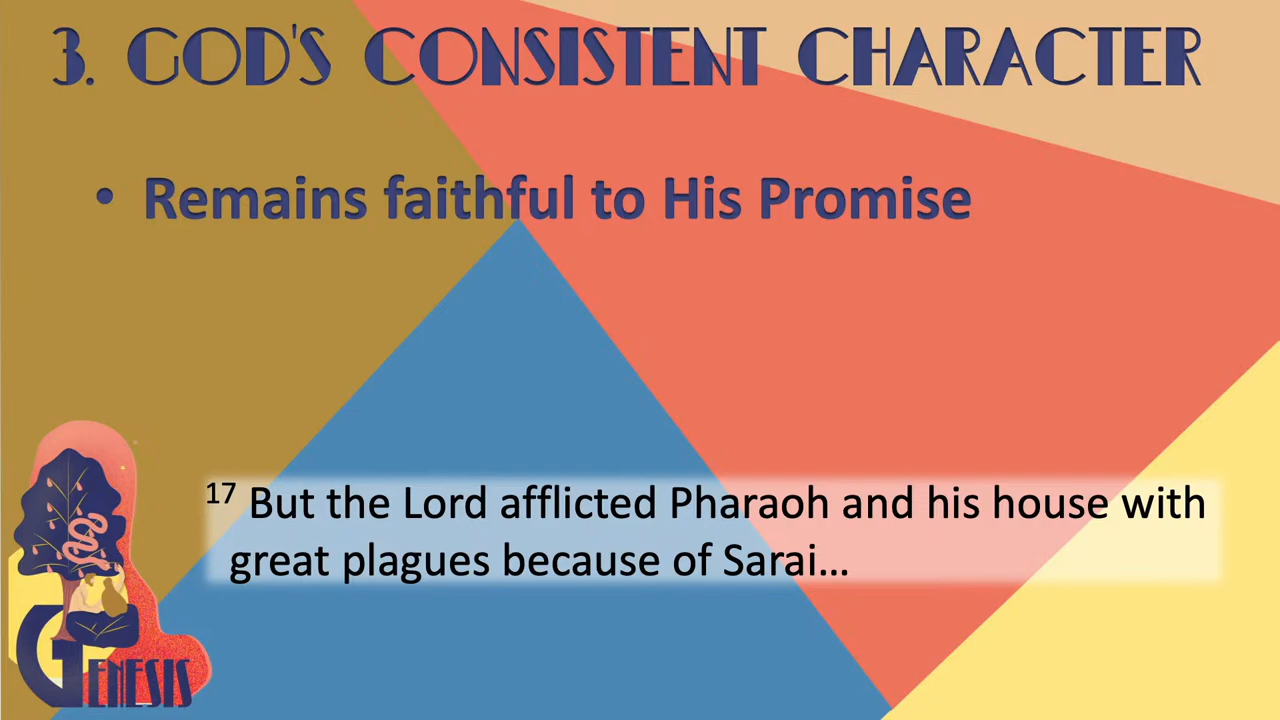 3. GOD'S CONSISTENT CHARACTER
• Remains faithful to His Promise
17 But the Lord afflicted Pharaoh and his house with
great plagues because of Sarai…
GENESIS